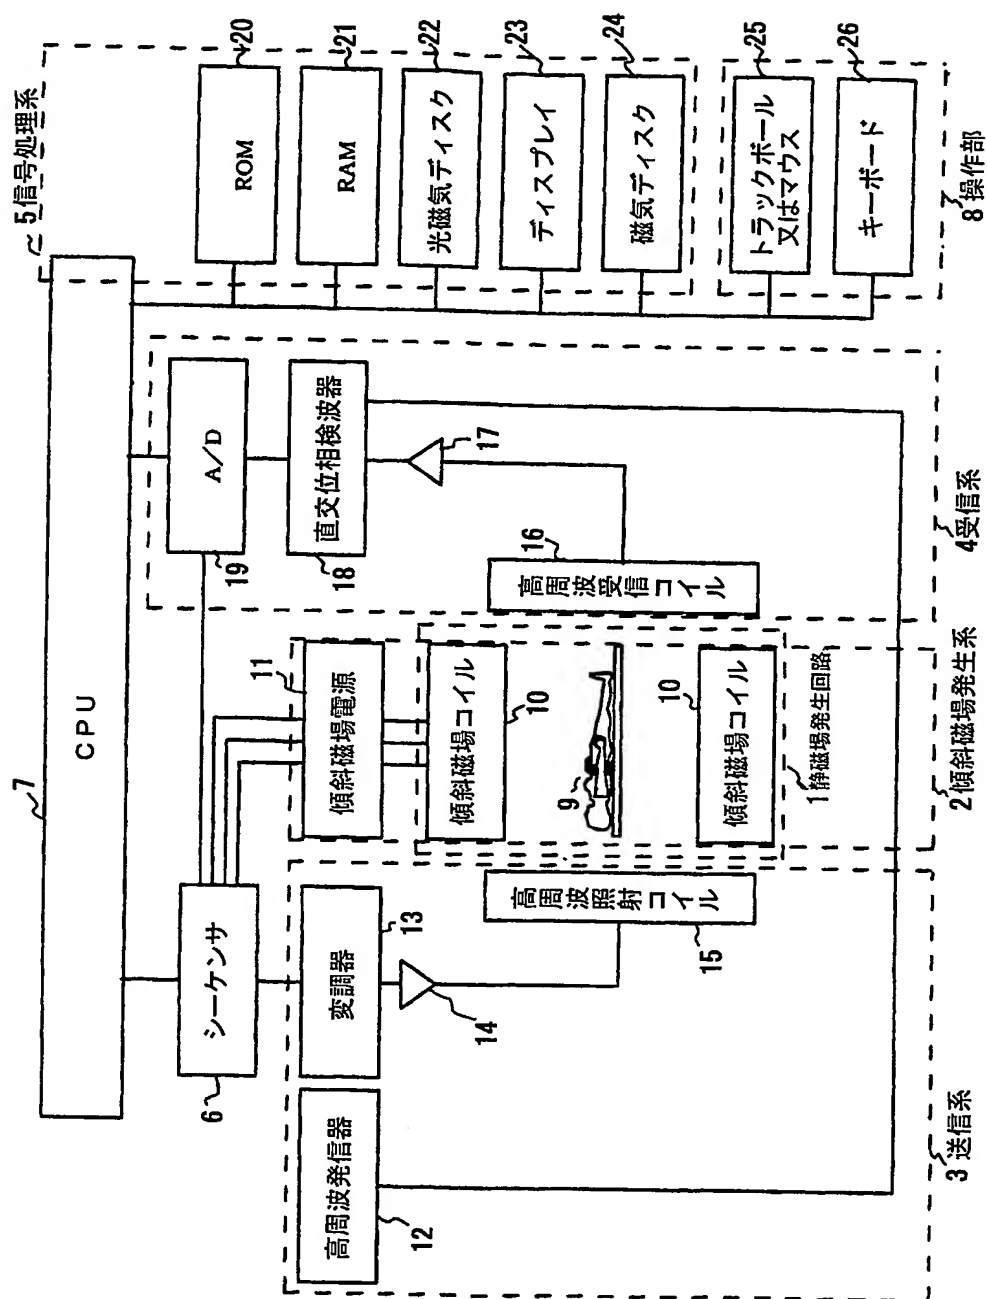 7
CPU
5信号処理系
6
シーケンサ
19
A/D
ROM
20
RAM
21
光磁気ディスク
22
ディスプレイ
23
磁気ディスク
24
トラックボール
又はマウス
25
キーボード
26
8操作部
高周波発信器
12
変調器
13
14
高周波照射コイル
15
3送信系
傾斜磁場電源
11
傾斜磁場コイル
10
9
傾斜磁場コイル
10
1静磁場発生回路
2傾斜磁場発生系
直交位相検波器
18
17
高周波受信コイル
16
4受信系